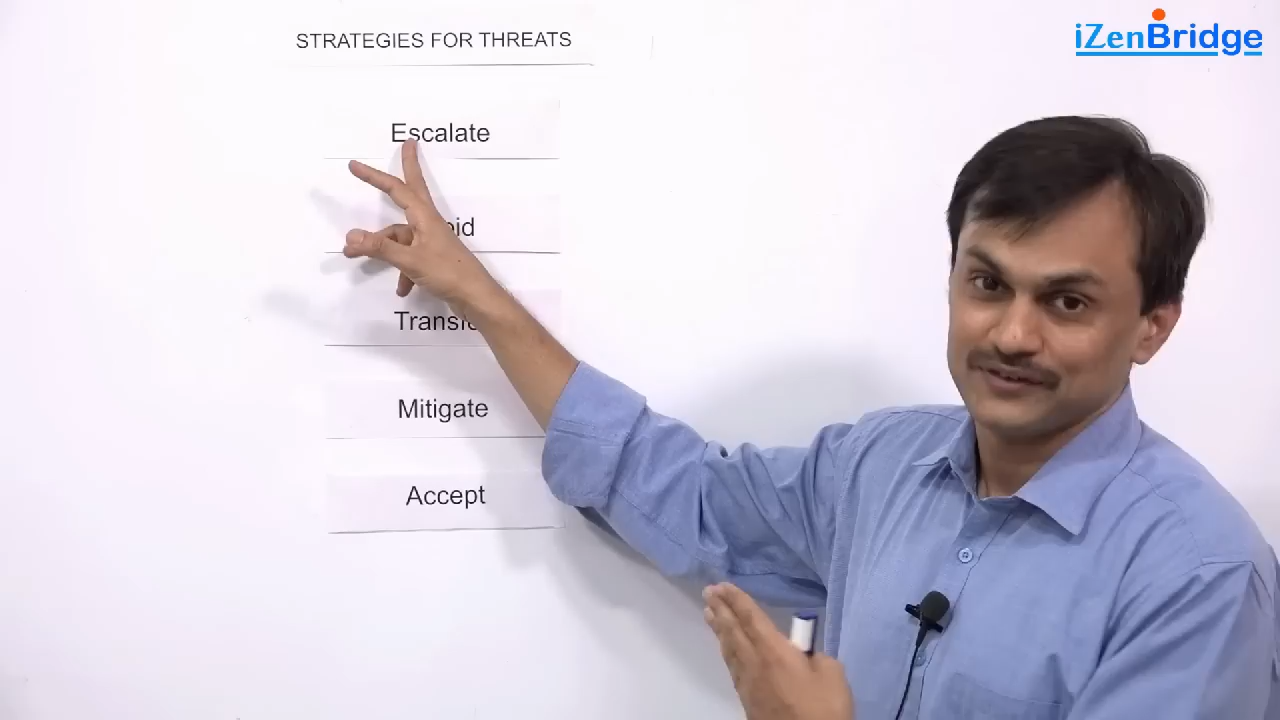 STRATEGIES FOR THREATS
iZenBridge
Escalate
Mitigate
Accept